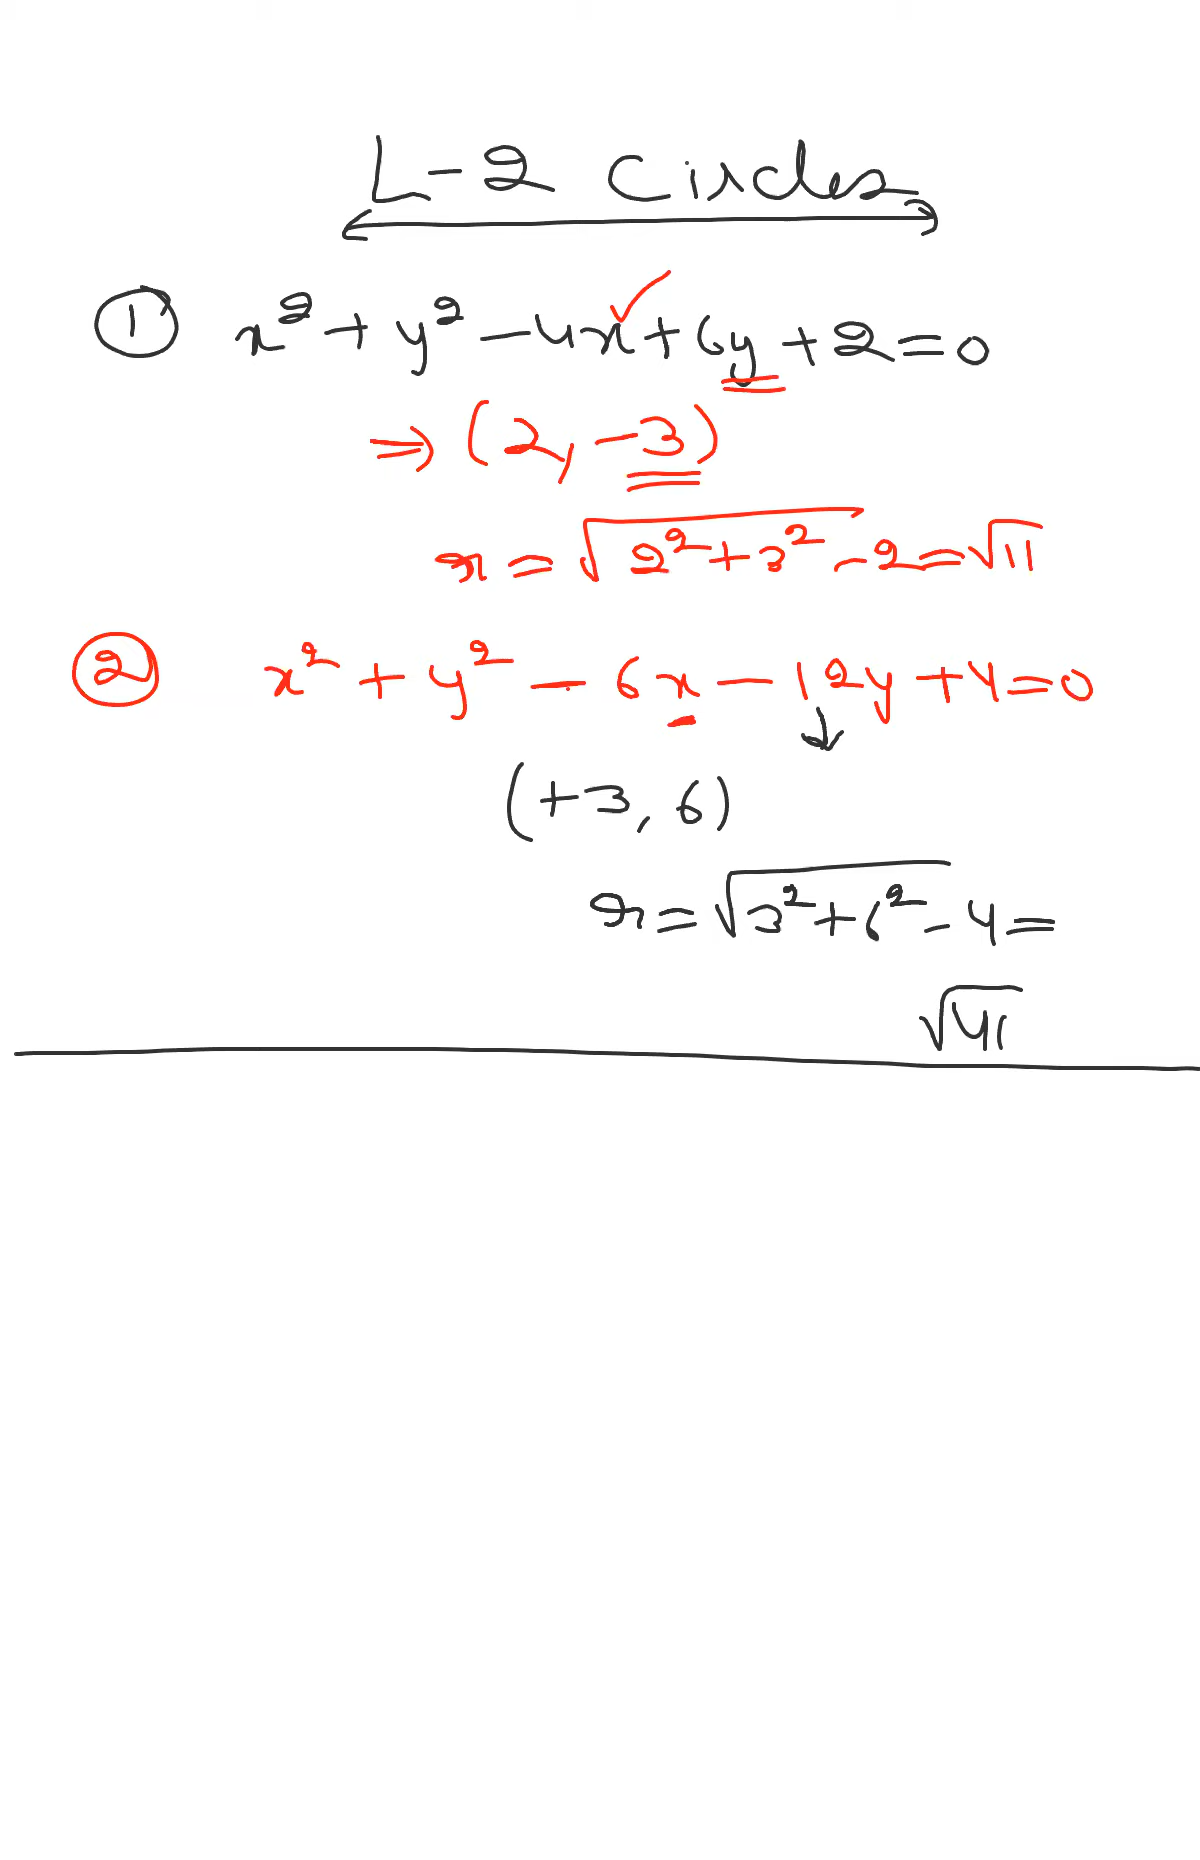 L-2 Circles
① x² + y² - 4x + 6y + 2 = 0
⇒ (2, -3)
r = √(2² + 3² - 2) = √11
② x² + y² - 6x - 12y + 4 = 0
(+3, 6)
r = √(3² + 6² - 4) =
√41